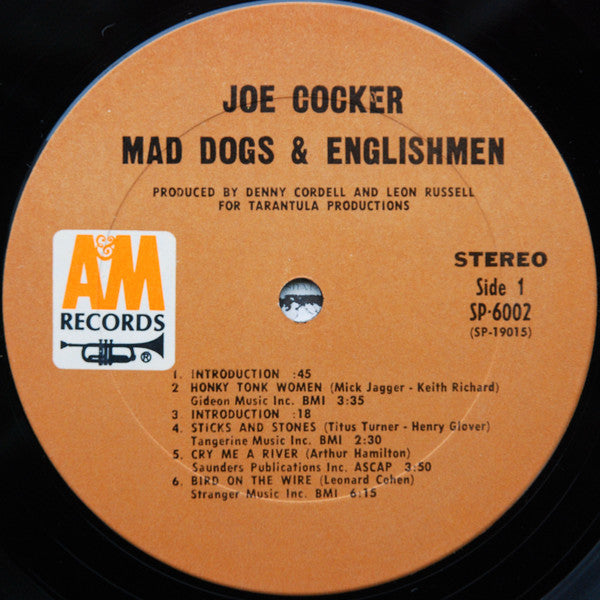 JOE COCKER
MAD DOGS & ENGLISHMEN
PRODUCED BY DENNY CORDELL AND LEON RUSSELL
FOR TARANTULA PRODUCTIONS
A&M
RECORDS
®
STEREO
Side 1
SP-6002
(SP-19015)
1. INTRODUCTION :45
2 HONKY TONK WOMEN (Mick Jagger - Keith Richard)
Gideon Music Inc. BMI 3:35
3 INTRODUCTION :18
4. STICKS AND STONES (Titus Turner - Henry Glover)
Tangerine Music Inc. BMI 2:30
5. CRY ME A RIVER (Arthur Hamilton)
Saunders Publications Inc. ASCAP 3:50
6. BIRD ON THE WIRE (Leonard Cohen)
Stranger Music Inc. BMI 6:15